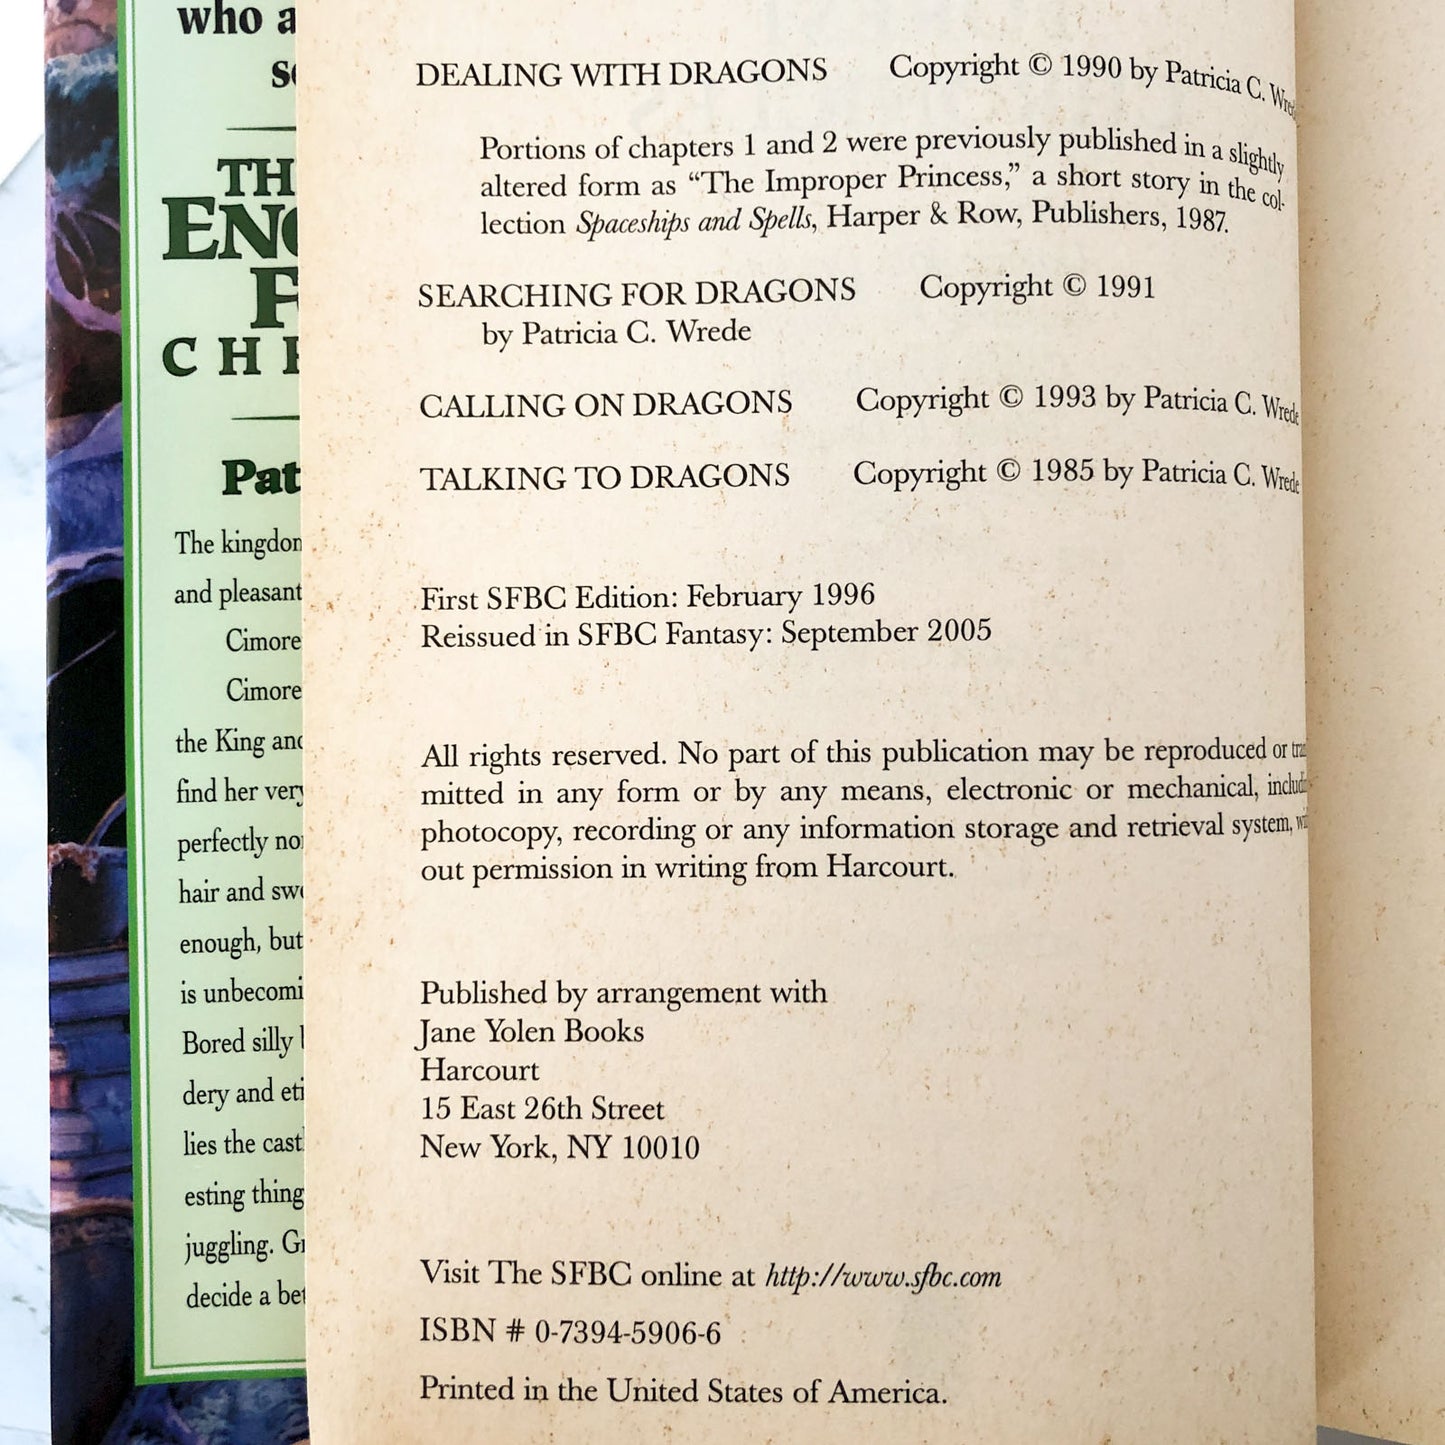 who a
se
TH
ENC
F
CHR
Pat
The kingdom
and pleasant
Cimore
Cimore
the King and
find her very
perfectly no
hair and swe
enough, but
is unbecomi
Bored silly b
dery and eti
lies the cast
esting thing
juggling. Gr
decide a bet
DEALING WITH DRAGONS Copyright © 1990 by Patricia C. Wrede
Portions of chapters 1 and 2 were previously published in a slightly
altered form as “The Improper Princess,” a short story in the col-
lection Spaceships and Spells, Harper & Row, Publishers, 1987.
SEARCHING FOR DRAGONS Copyright © 1991
by Patricia C. Wrede
CALLING ON DRAGONS Copyright © 1993 by Patricia C. Wrede
TALKING TO DRAGONS Copyright © 1985 by Patricia C. Wrede
First SFBC Edition: February 1996
Reissued in SFBC Fantasy: September 2005
All rights reserved. No part of this publication may be reproduced or
mitted in any form or by any means, electronic or mechanical, includin
photocopy, recording or any information storage and retrieval system,
out permission in writing from Harcourt.
Published by arrangement with
Jane Yolen Books
Harcourt
15 East 26th Street
New York, NY 10010
Visit The SFBC online at http://www.sfbc.com
ISBN # 0-7394-5906-6
Printed in the United States of America.